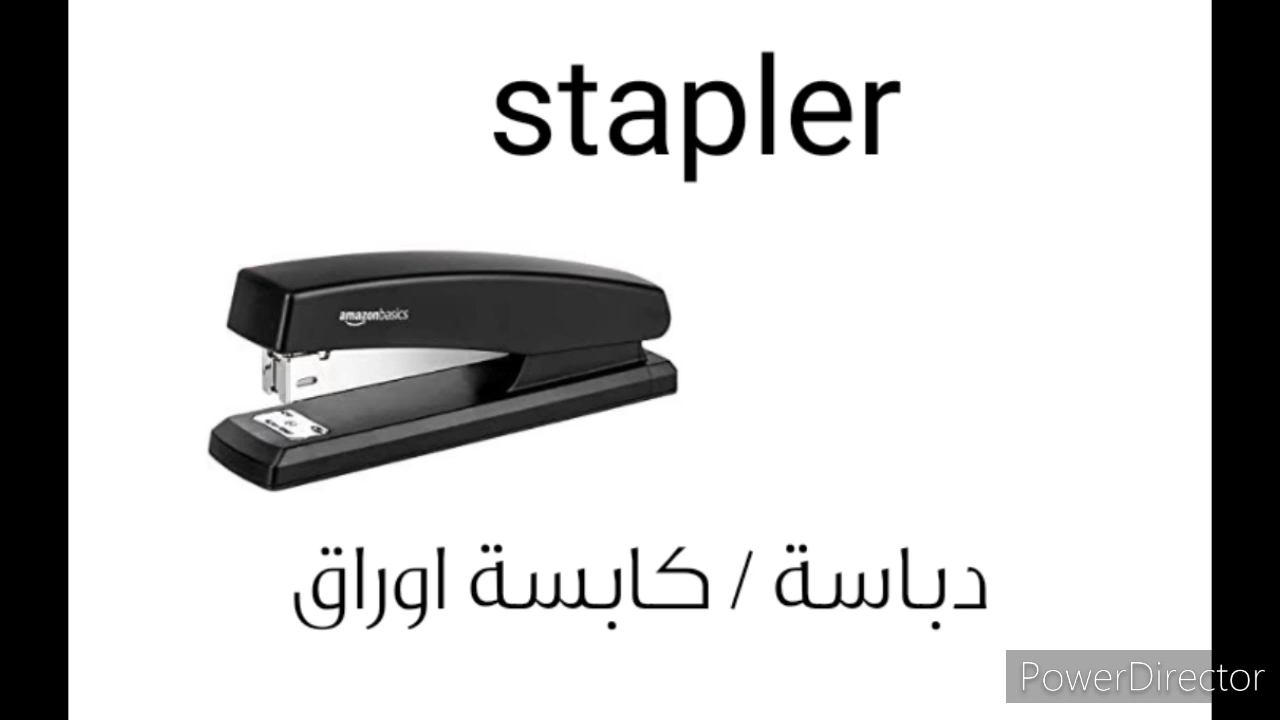 stapler
amazonbasics
دباسة / كابسة اوراق
PowerDirector